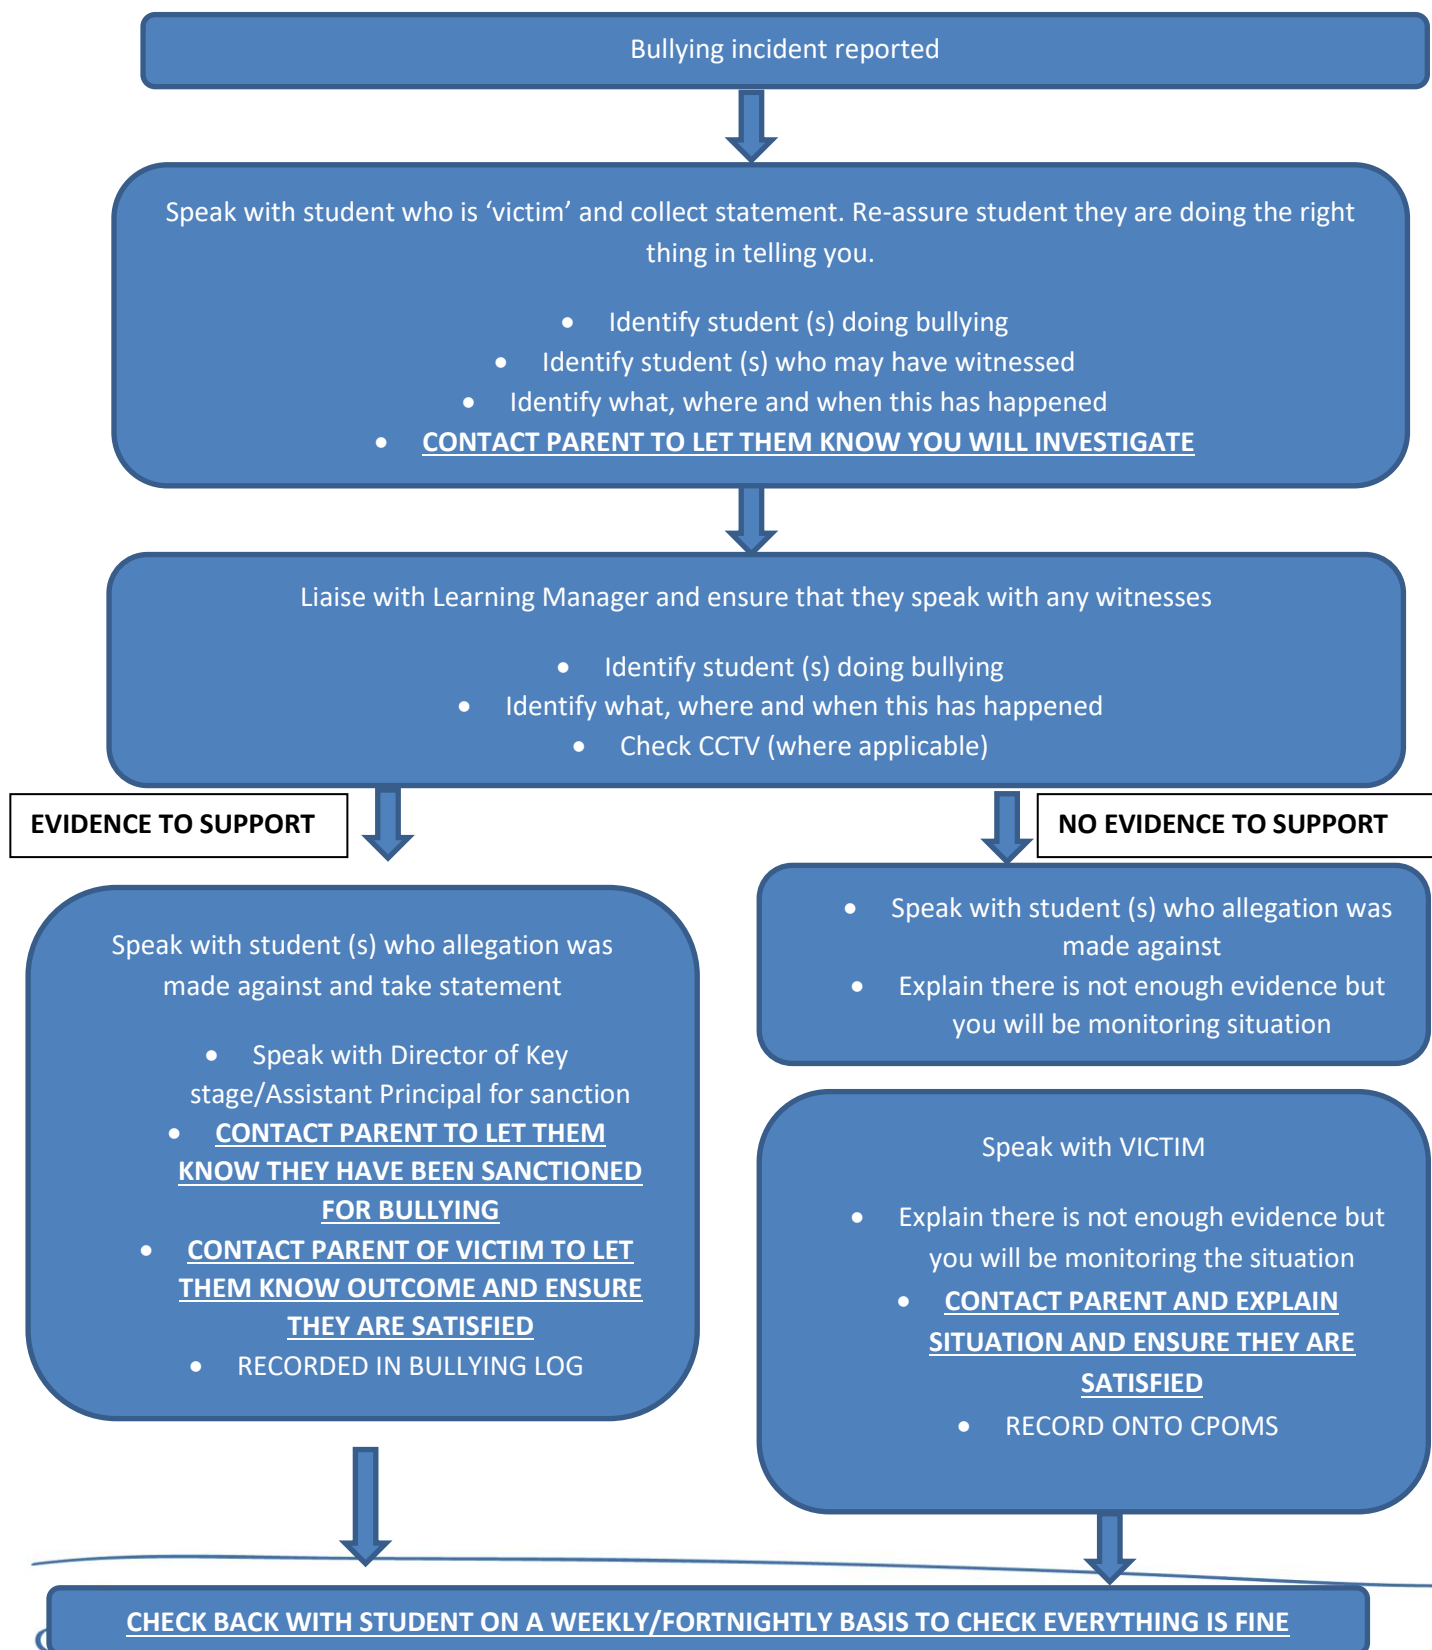 Bullying incident reported
Speak with student who is ‘victim’ and collect statement. Re-assure student they are doing the right
thing in telling you.
• Identify student (s) doing bullying
• Identify student (s) who may have witnessed
• Identify what, where and when this has happened
• CONTACT PARENT TO LET THEM KNOW YOU WILL INVESTIGATE
Liaise with Learning Manager and ensure that they speak with any witnesses
• Identify student (s) doing bullying
• Identify what, where and when this has happened
• Check CCTV (where applicable)
EVIDENCE TO SUPPORT
Speak with student (s) who allegation was
made against and take statement
• Speak with Director of Key
stage/Assistant Principal for sanction
• CONTACT PARENT TO LET THEM
KNOW THEY HAVE BEEN SANCTIONED
FOR BULLYING
• CONTACT PARENT OF VICTIM TO LET
THEM KNOW OUTCOME AND ENSURE
THEY ARE SATISFIED
• RECORDED IN BULLYING LOG
NO EVIDENCE TO SUPPORT
• Speak with student (s) who allegation was
made against
• Explain there is not enough evidence but
you will be monitoring situation
Speak with VICTIM
• Explain there is not enough evidence but
you will be monitoring the situation
• CONTACT PARENT AND EXPLAIN
SITUATION AND ENSURE THEY ARE
SATISFIED
• RECORD ONTO CPOMS
CHECK BACK WITH STUDENT ON A WEEKLY/FORTNIGHTLY BASIS TO CHECK EVERYTHING IS FINE